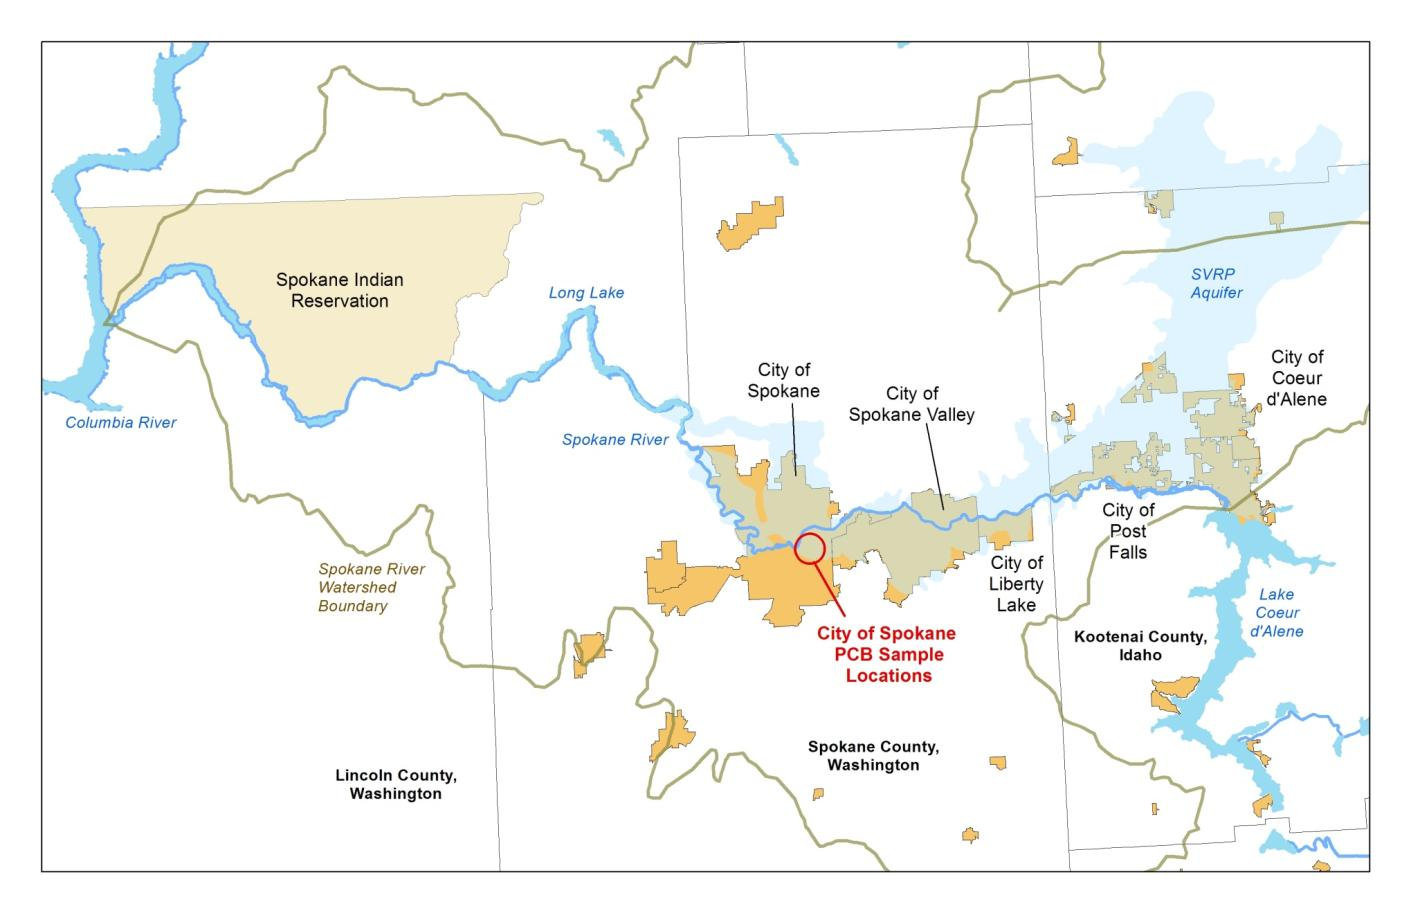 SVRP
Aquifer
Spokane Indian
Reservation
Long Lake
City of
Coeur
d'Alene
City of
Spokane
City of
Spokane Valley
Columbia River
Spokane River
City of
Post
Falls
City of
Liberty
Lake
Spokane River
Watershed
Boundary
Lake
Coeur
d'Alene
City of Spokane
PCB Sample
Locations
Kootenai County,
Idaho
Spokane County,
Washington
Lincoln County,
Washington